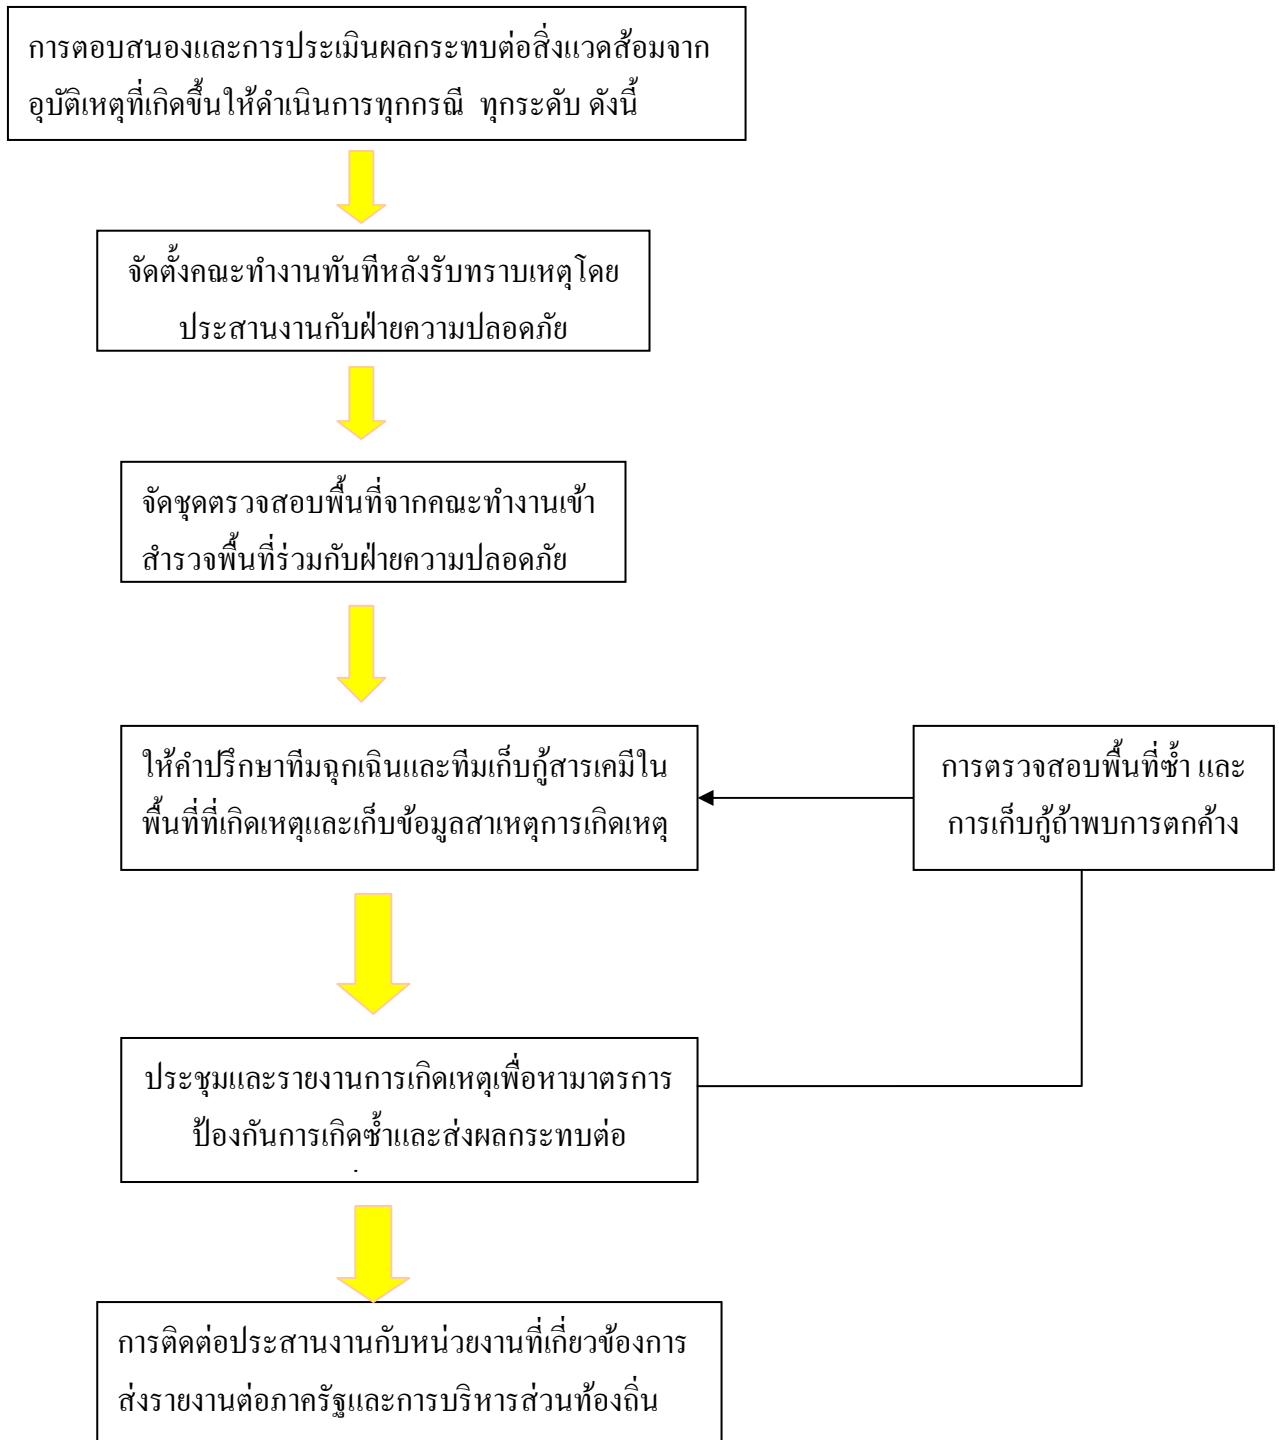 การตอบสนองและการประเมินผลกระทบต่อสิ่งแวดส้อมจาก
อุบัติเหตุที่เกิดขึ้นให้ดำเนินการทุกกรณี ทุกระดับ ดังนี้
จัดตั้งคณะทำงานทันทีหลังรับทราบเหตุโดย
ประสานงานกับฝ่ายความปลอดภัย
จัดชุดตรวจสอบพื้นที่จากคณะทำงานเข้า
สำรวจพื้นที่ร่วมกับฝ่ายความปลอดภัย
ให้คำปรึกษาทีมฉุกเฉินและทีมเก็บกู้สารเคมีใน
พื้นที่ที่เกิดเหตุและเก็บข้อมูลสาเหตุการเกิดเหตุ
การตรวจสอบพื้นที่ซ้ำ และ
การเก็บกู้ถ้าพบการตกค้าง
ประชุมและรายงานการเกิดเหตุเพื่อหามาตรการ
ป้องกันการเกิดซ้ำและส่งผลกระทบต่อ
การติดต่อประสานงานกับหน่วยงานที่เกี่ยวข้องการ
ส่งรายงานต่อภาครัฐและการบริหารส่วนท้องถิ่น